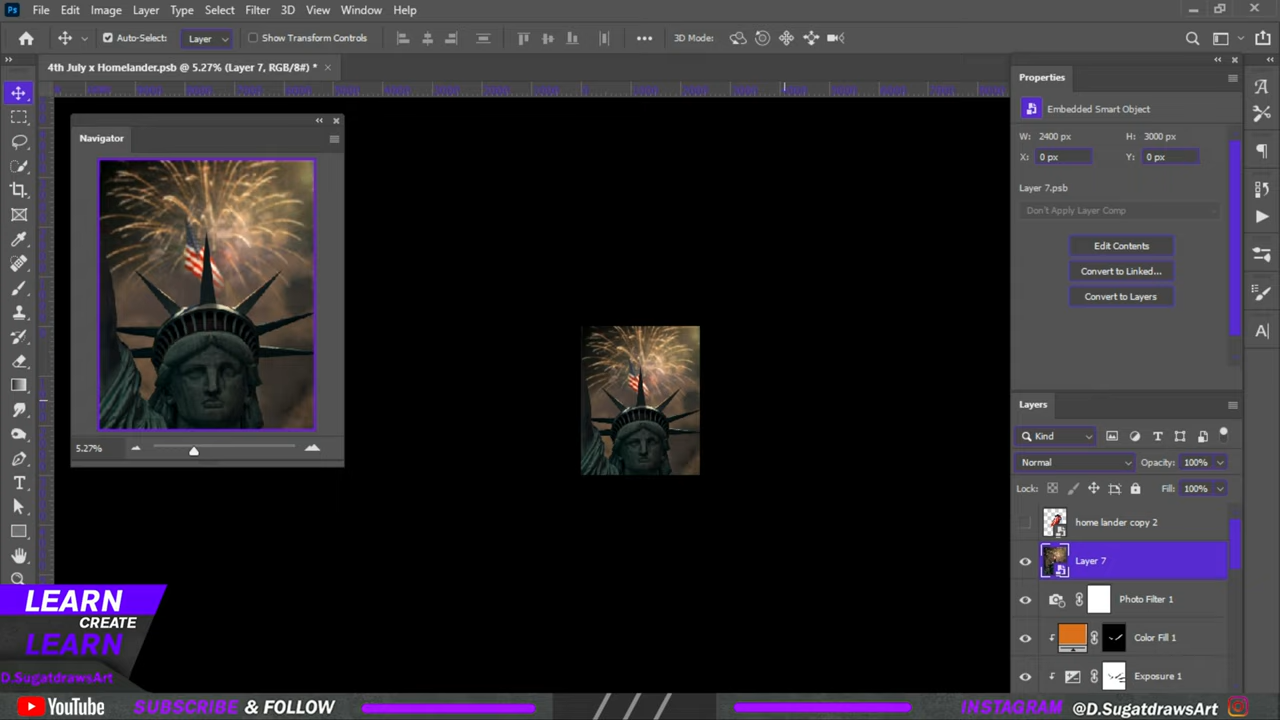 Ps File Edit Image Layer Type Select Filter 3D View Window Help
Auto-Select: Layer Show Transform Controls 3D Mode:
4th July x Homelander.psb @ 5.27% (Layer 7, RGB/8#) *
Navigator
5.27%
Properties
Embedded Smart Object
W: 2400 px H: 3000 px
X: 0 px Y: 0 px
Layer 7.psb
Don't Apply Layer Comp
Edit Contents
Convert to Linked...
Convert to Layers
Layers
Kind
Normal Opacity: 100%
Lock: Fill: 100%
home lander copy 2
Layer 7
Photo Filter 1
Color Fill 1
Exposure 1
LEARN
CREATE
LEARN
D.SugatdrawsArt
YouTube SUBSCRIBE & FOLLOW INSTAGRAM @D.SugatdrawsArt